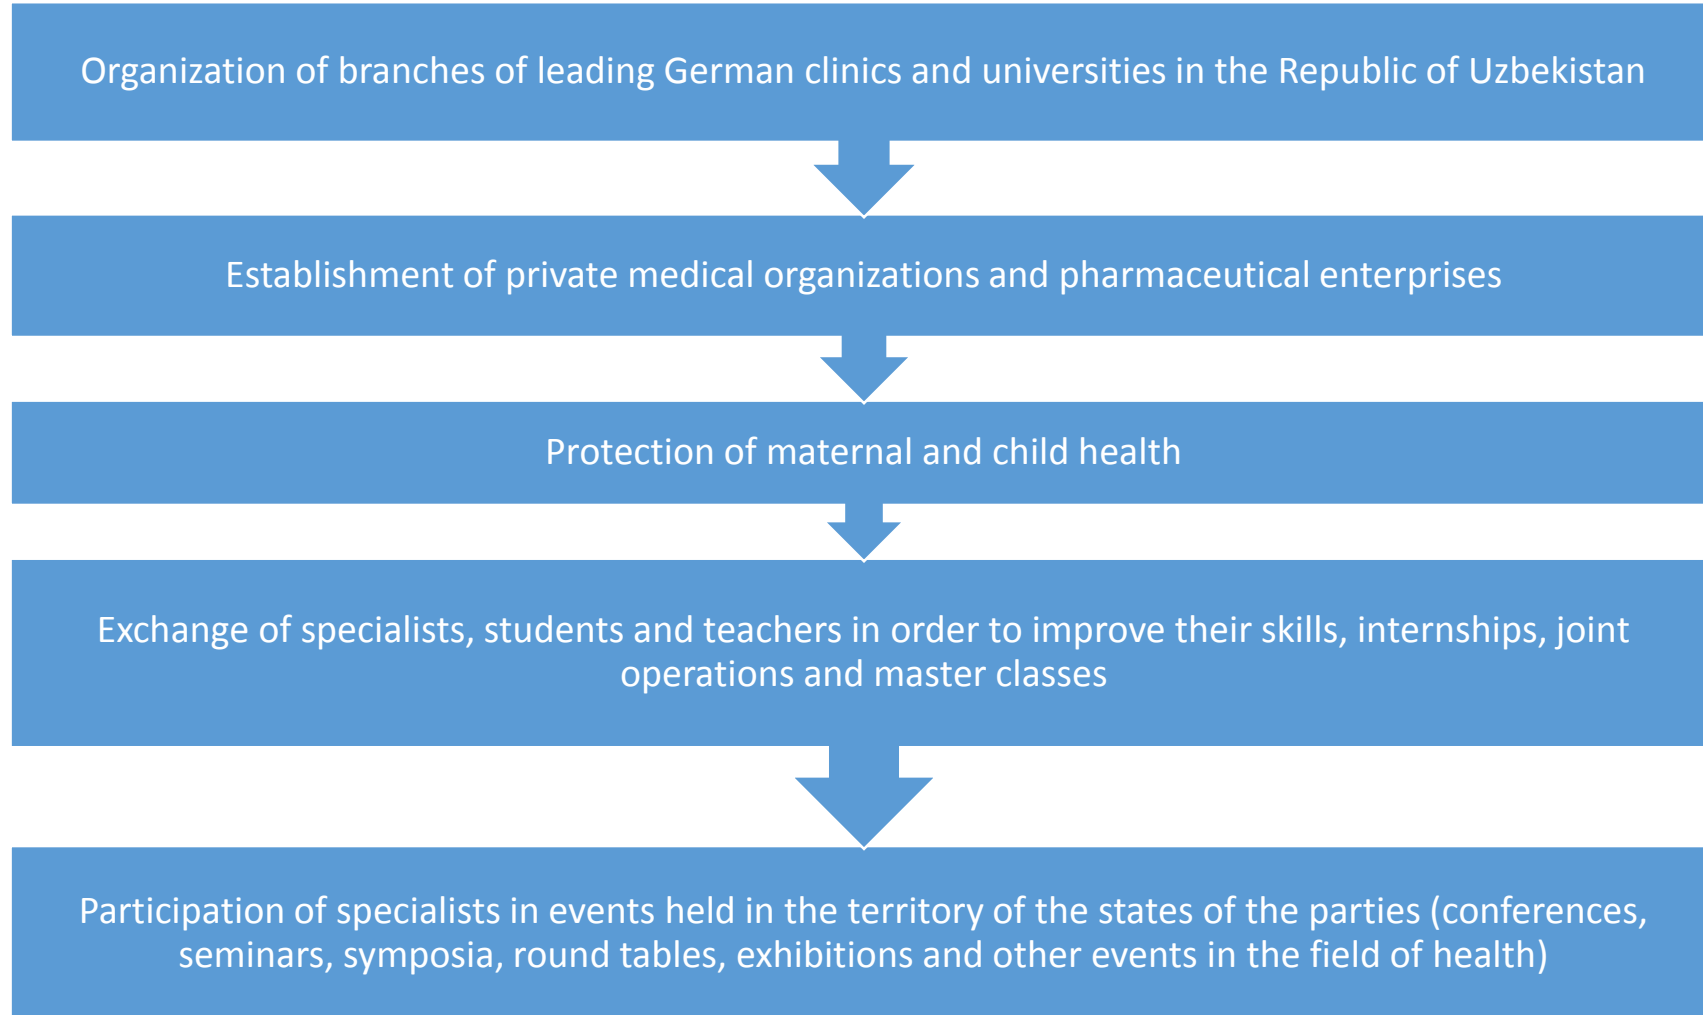 Organization of branches of leading German clinics and universities in the Republic of Uzbekistan
Establishment of private medical organizations and pharmaceutical enterprises
Protection of maternal and child health
Exchange of specialists, students and teachers in order to improve their skills, internships, joint
operations and master classes
Participation of specialists in events held in the territory of the states of the parties (conferences,
seminars, symposia, round tables, exhibitions and other events in the field of health)